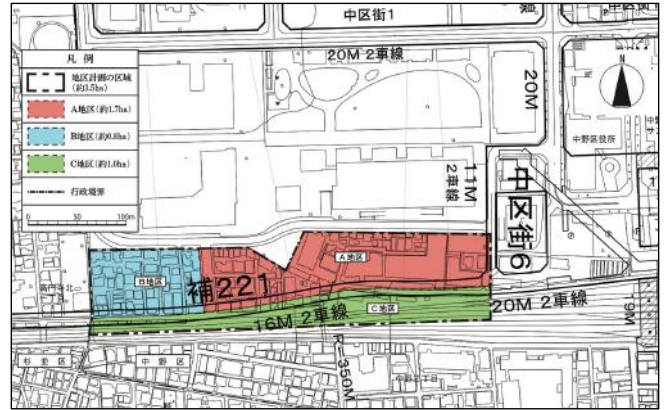 中区街1
20M 2車線
20M
凡例
地区計画の区域
(約3.5ha)
A地区(約1.7ha)
B地区(約0.8ha)
C地区(約1.0ha)
行政境界
0 50 100m
N
中野区役所
11M
2車線
中区街6
A地区
B地区
補221
C地区
16M 2車線
20M 2車線
9M
杉並区
中野区
R=350M